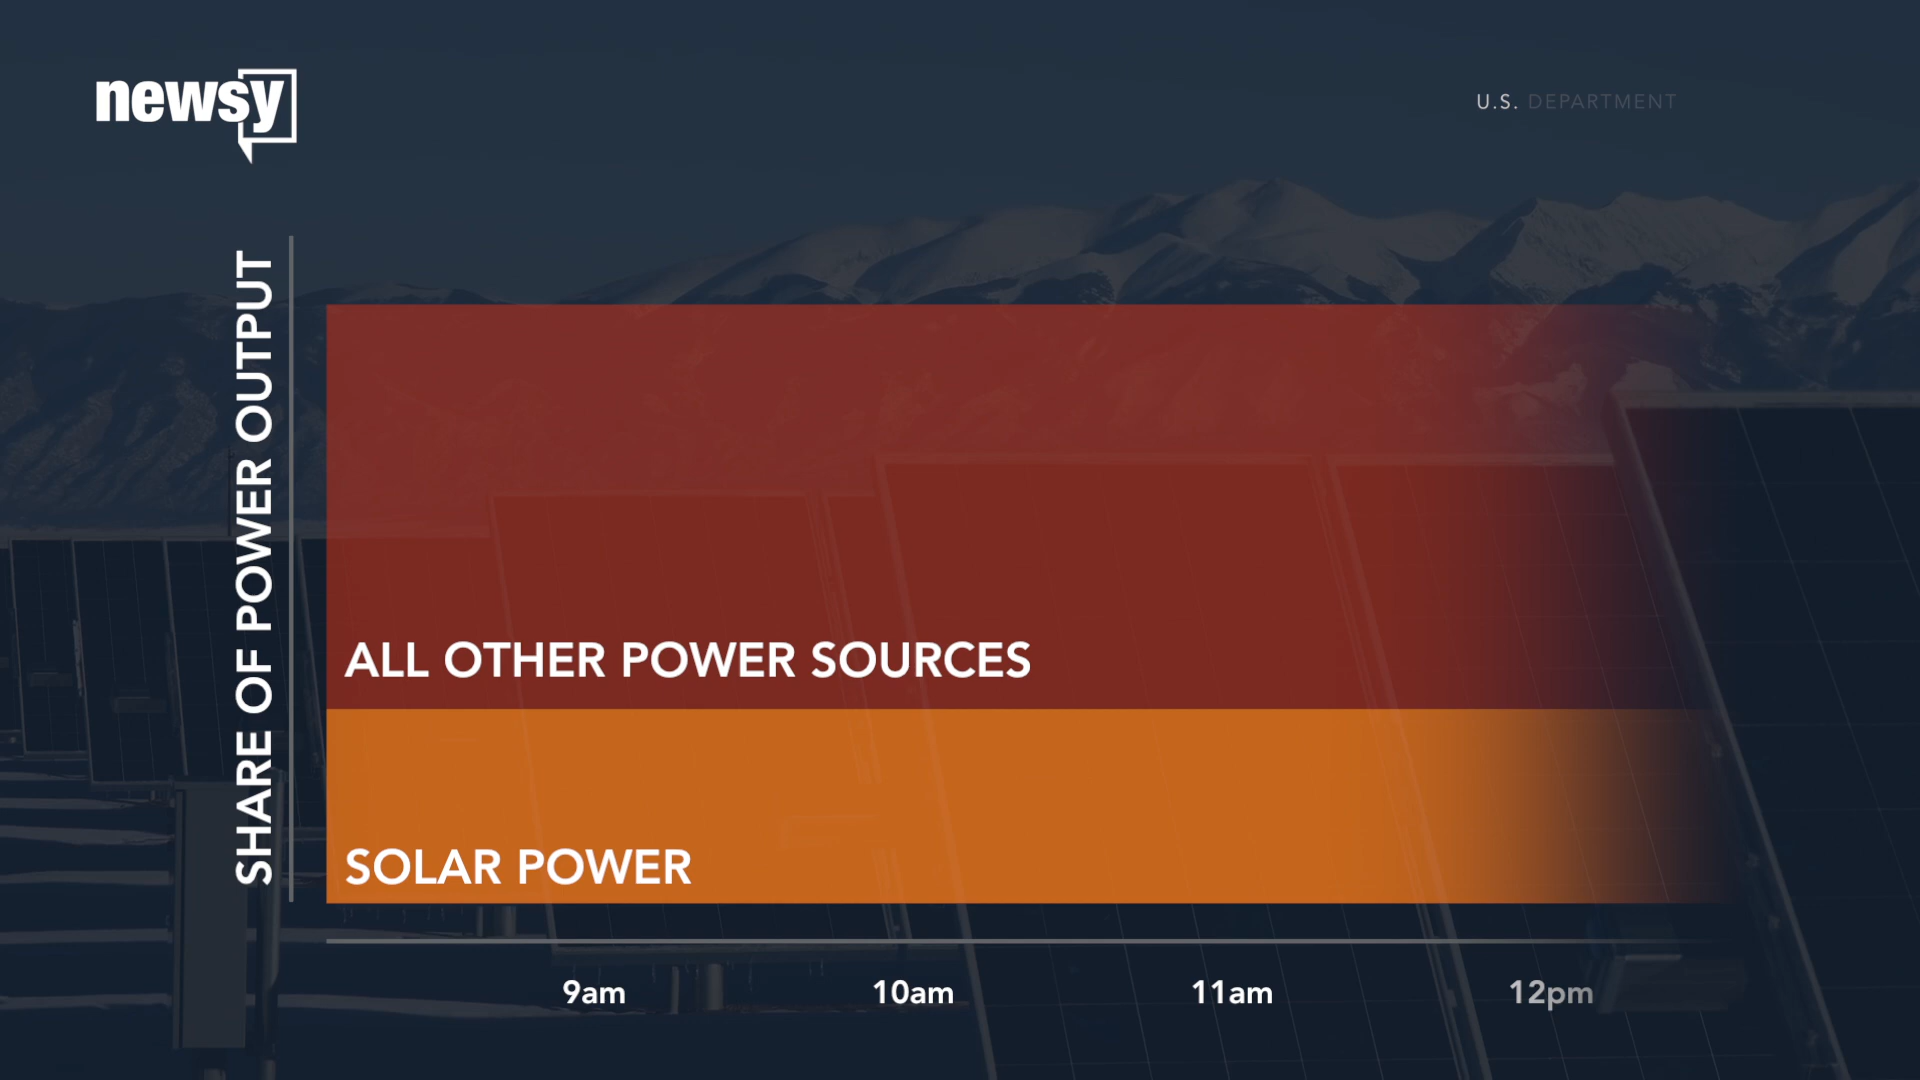 newsy
U.S. DEPARTMENT
SHARE OF POWER OUTPUT
ALL OTHER POWER SOURCES
SOLAR POWER
9am 10am 11am 12pm